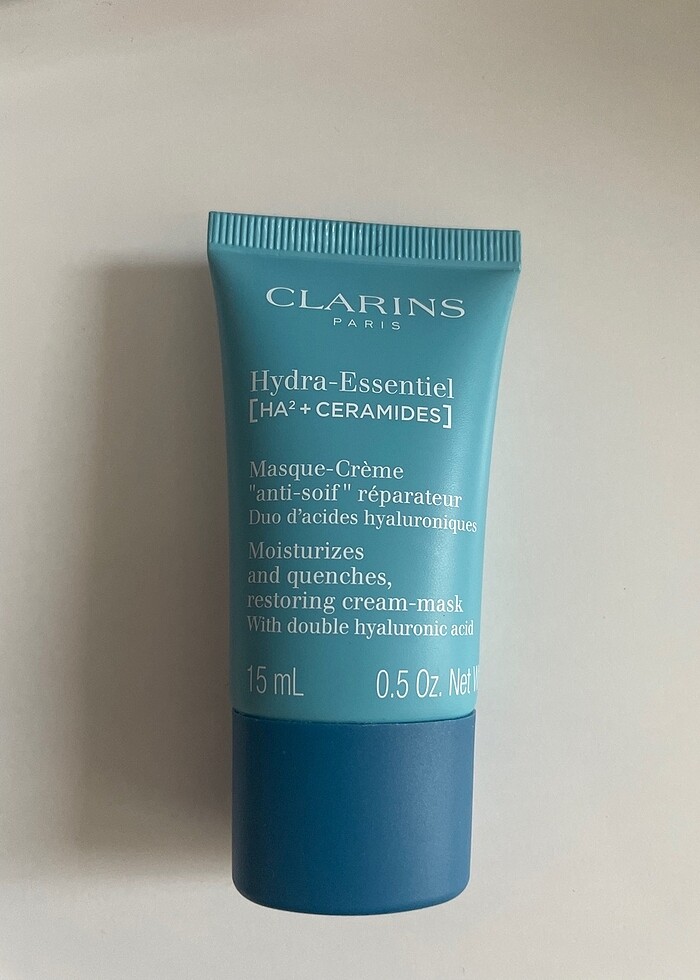 CLARINS
PARIS
Hydra-Essentiel
[HA² + CERAMIDES]
Masque-Crème
"anti-soif" réparateur
Duo d'acides hyaluroniques
Moisturizes
and quenches,
restoring cream-mask
With double hyaluronic acid
15 mL 0.5 Oz. Net